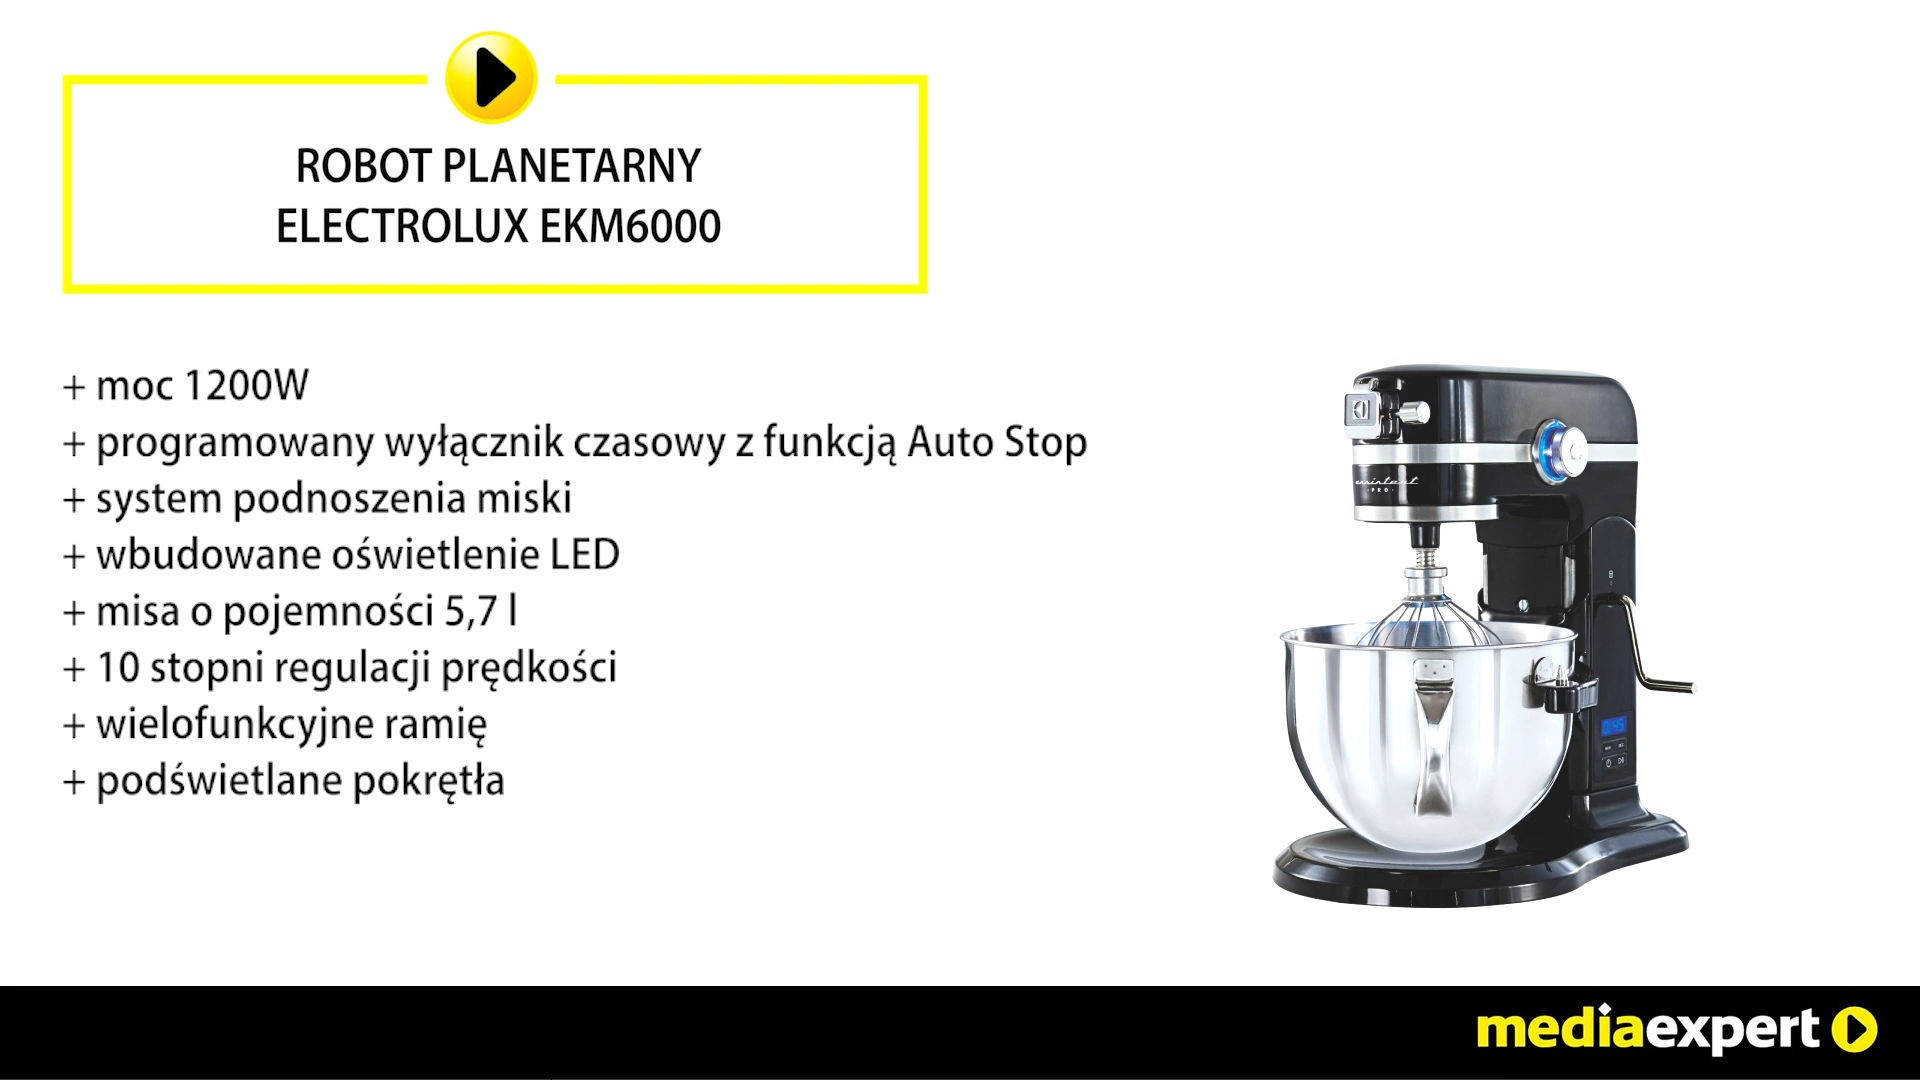 ROBOT PLANETARNY
ELECTROLUX EKM6000
+ moc 1200W
+ programowany wyłącznik czasowy z funkcją Auto Stop
+ system podnoszenia miski
+ wbudowane oświetlenie LED
+ misa o pojemności 5,7 l
+ 10 stopni regulacji prędkości
+ wielofunkcyjne ramię
+ podświetlane pokrętła
PRO
mediaexpert